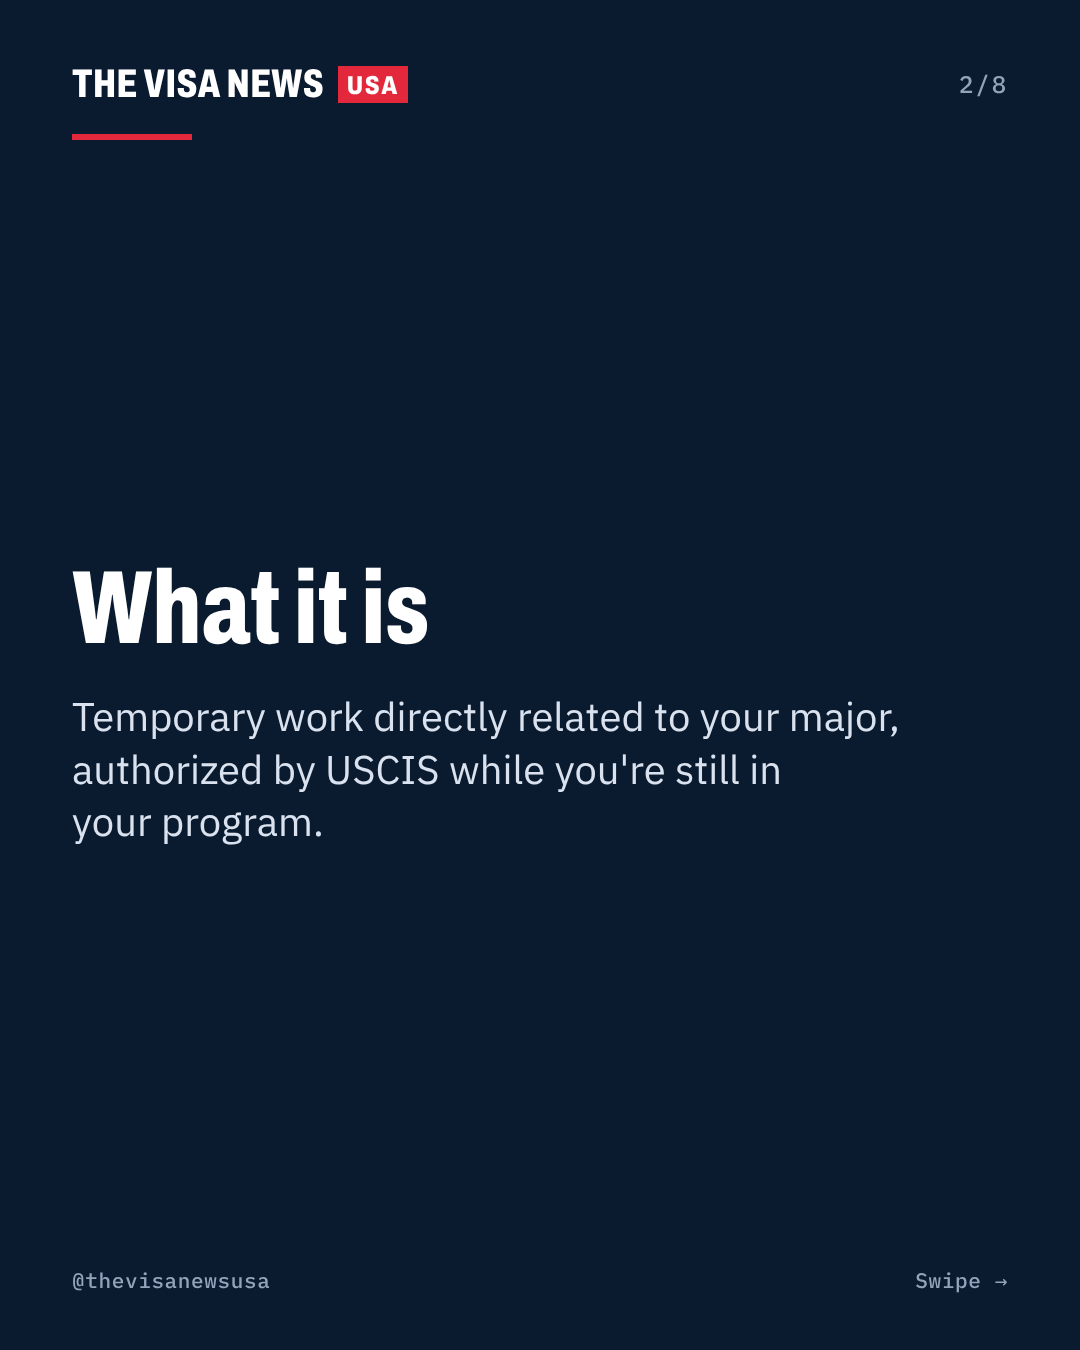 THE VISA NEWS USA
2/8
What it is
Temporary work directly related to your major,
authorized by USCIS while you're still in
your program.
@thevisanewsusa
Swipe →